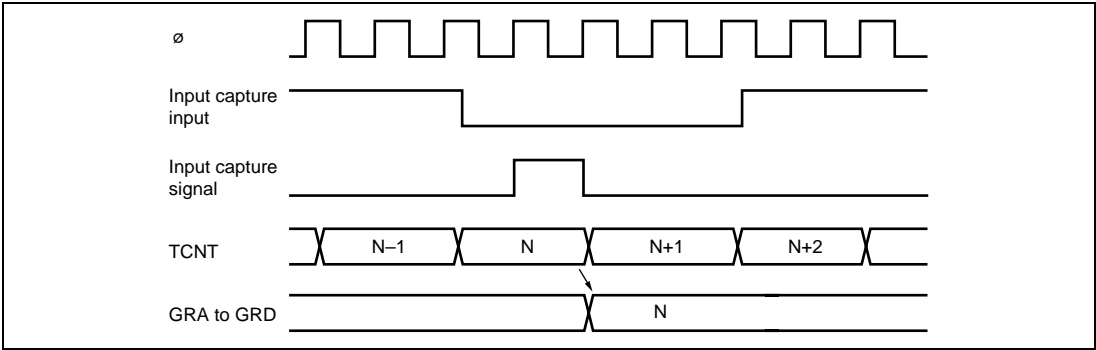 ø
Input capture
input
Input capture
signal
TCNT
N–1
N
N+1
N+2
GRA to GRD
N